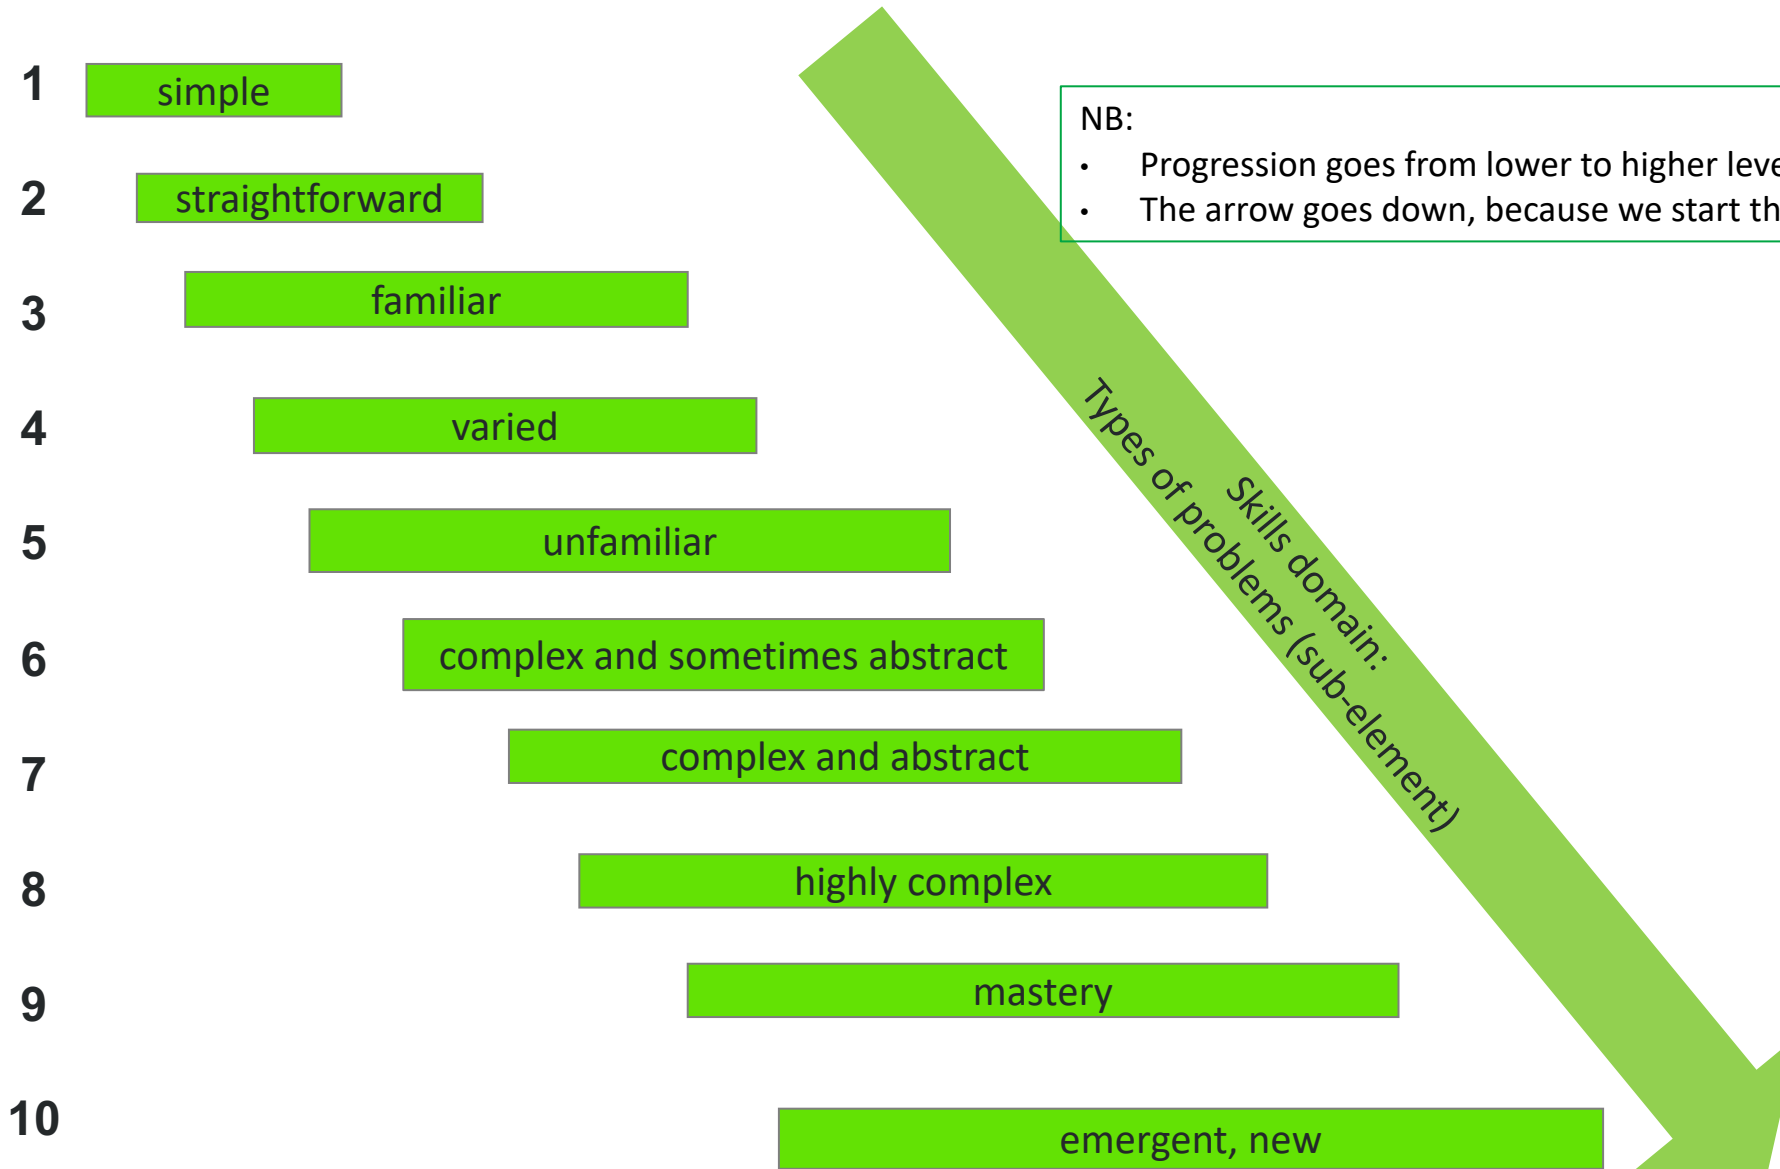 1
simple
NB:
• Progression goes from lower to higher leve
2
straightforward
• The arrow goes down, because we start th
3
familiar
4
varied
5
unfamiliar
Skills domain:
Types of problems (sub-element)
6
complex and sometimes abstract
7
complex and abstract
8
highly complex
9
mastery
10
emergent, new